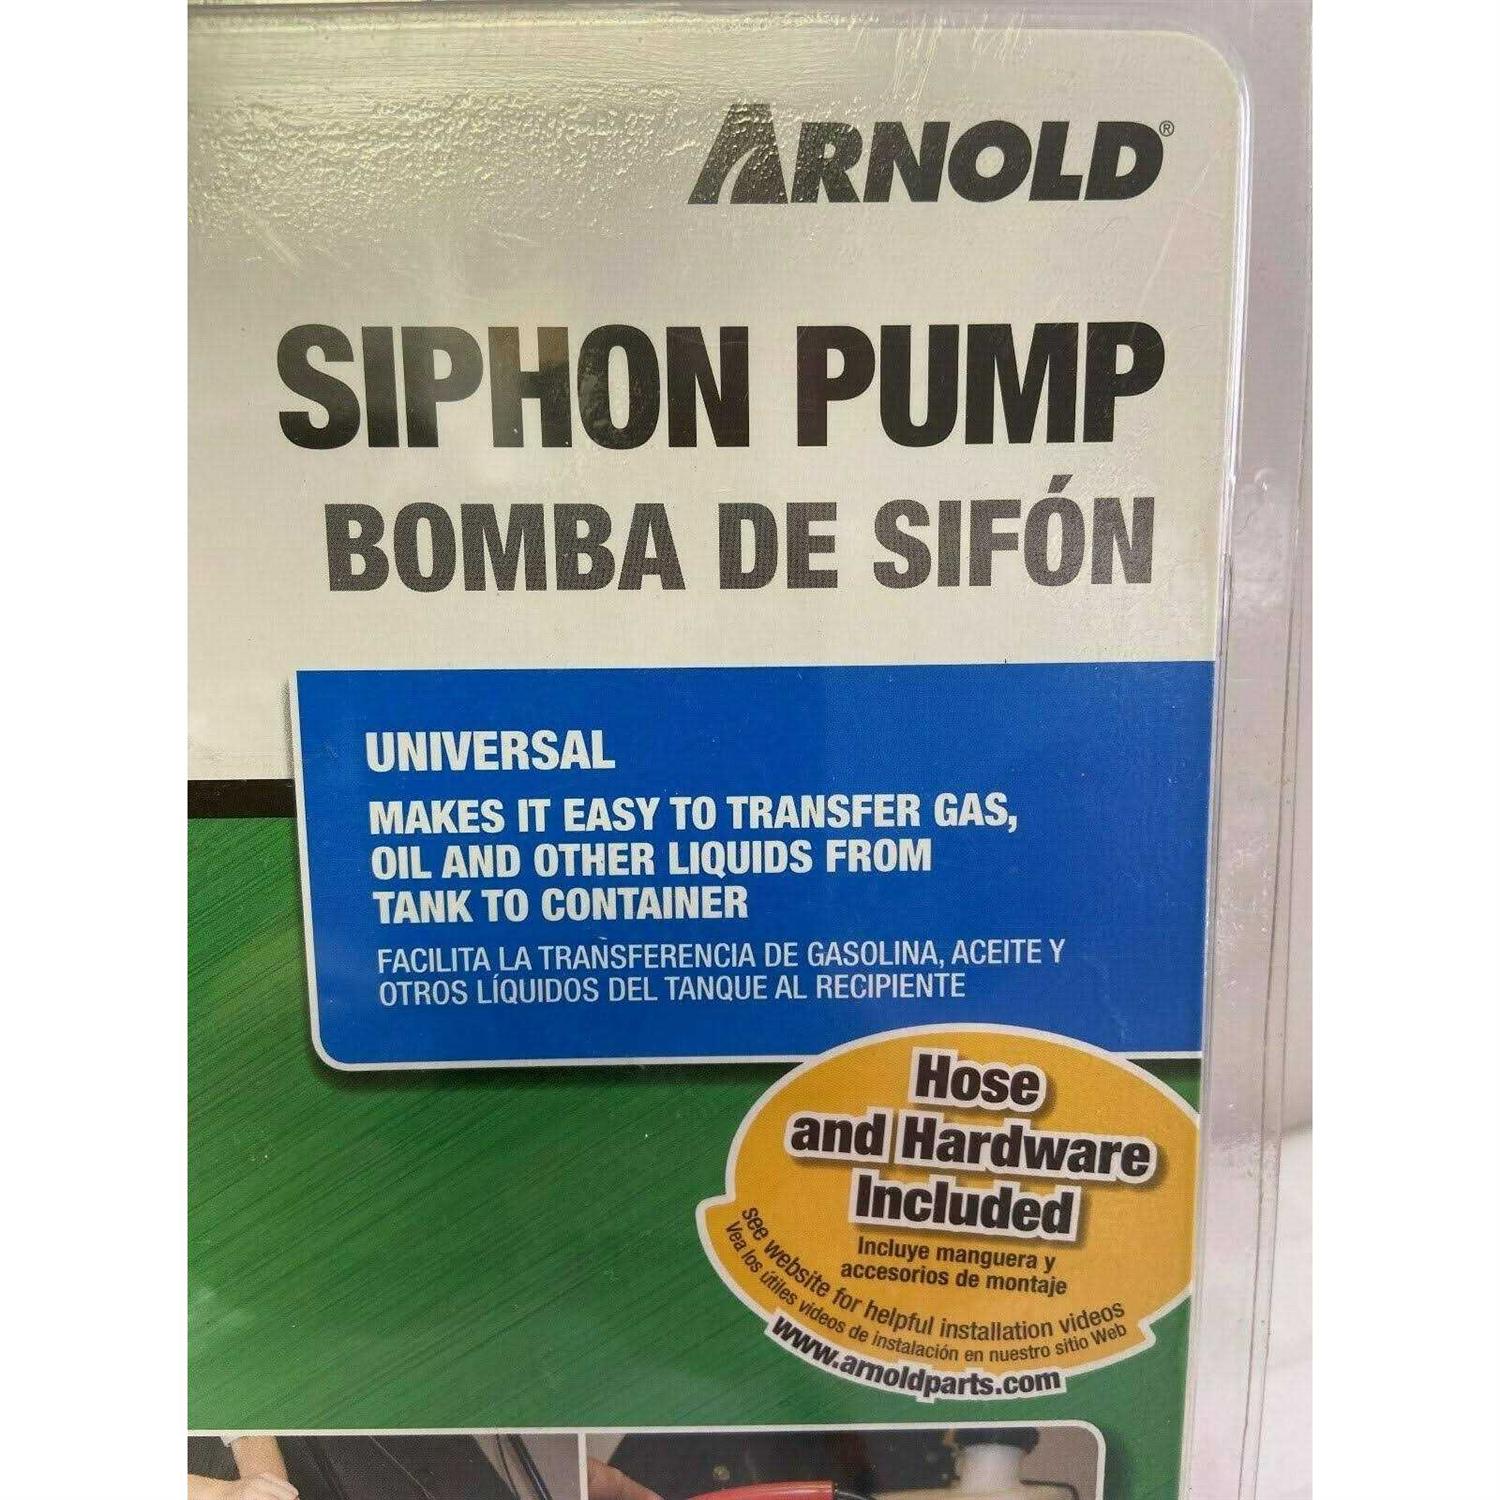 ARNOLD®
SIPHON PUMP
BOMBA DE SIFÓN
UNIVERSAL
MAKES IT EASY TO TRANSFER GAS,
OIL AND OTHER LIQUIDS FROM
TANK TO CONTAINER
FACILITA LA TRANSFERENCIA DE GASOLINA, ACEITE Y
OTROS LÍQUIDOS DEL TANQUE AL RECIPIENTE
Hose
and Hardware
Included
Incluye manguera y
accesorios de montaje
see website for helpful installation videos
Vea los útiles videos de instalación en nuestro sitio Web
www.arnoldparts.com